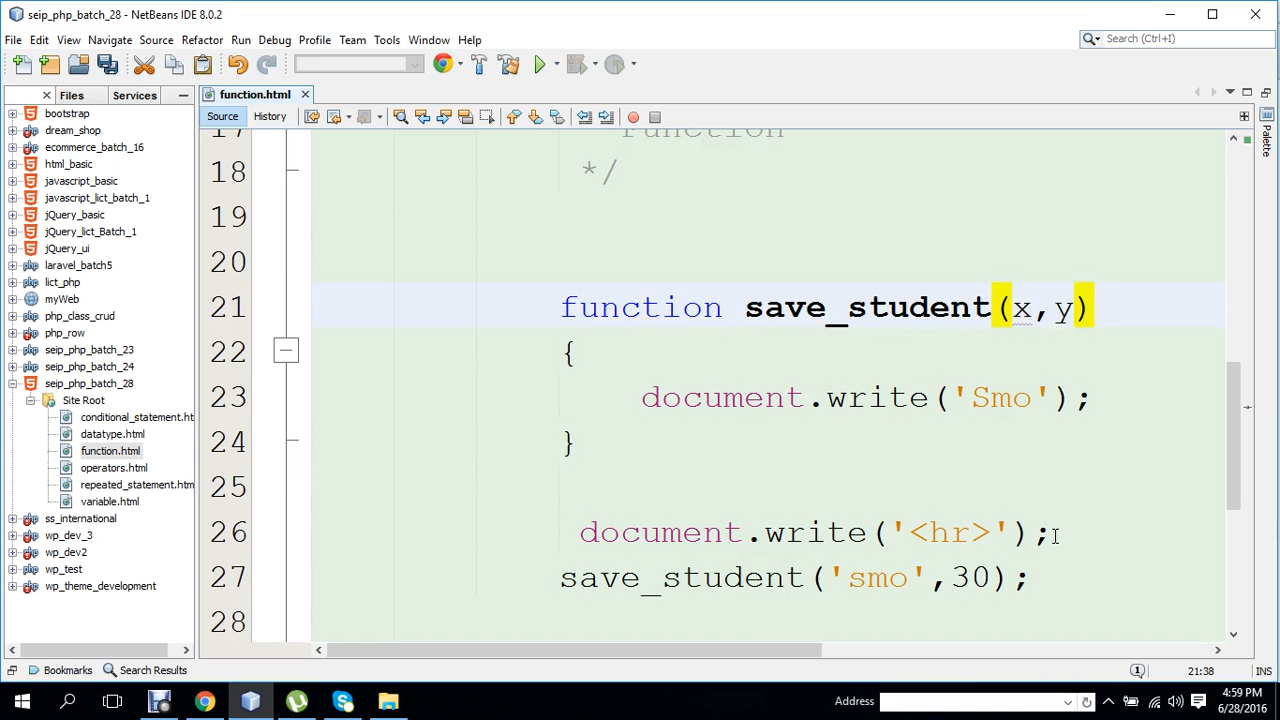 seip_php_batch_28 - NetBeans IDE 8.0.2
File Edit View Navigate Source Refactor Run Debug Profile Team Tools Window Help
Search (Ctrl+I)
Files Services
function.html
Source History
Palette
bootstrap
dream_shop
ecommerce_batch_16
html_basic
javascript_basic
javascript_lict_batch_1
jQuery_basic
jQuery_lict_Batch_1
jQuery_ui
laravel_batch5
lict_php
myWeb
php_class_crud
php_row
seip_php_batch_23
seip_php_batch_24
seip_php_batch_28
Site Root
conditional_statement.ht
datatype.html
function.html
operators.html
repeated_statement.htm
variable.html
ss_international
wp_dev_3
wp_dev2
wp_test
wp_theme_development
17 Function
18 */
19
20
21 function save_student(x,y)
22 {
23 document.write('Smo');
24 }
25
26 document.write('<hr>');
27 save_student('smo',30);
28
Bookmarks Search Results
1 21:38 INS
Address
4:59 PM
6/28/2016